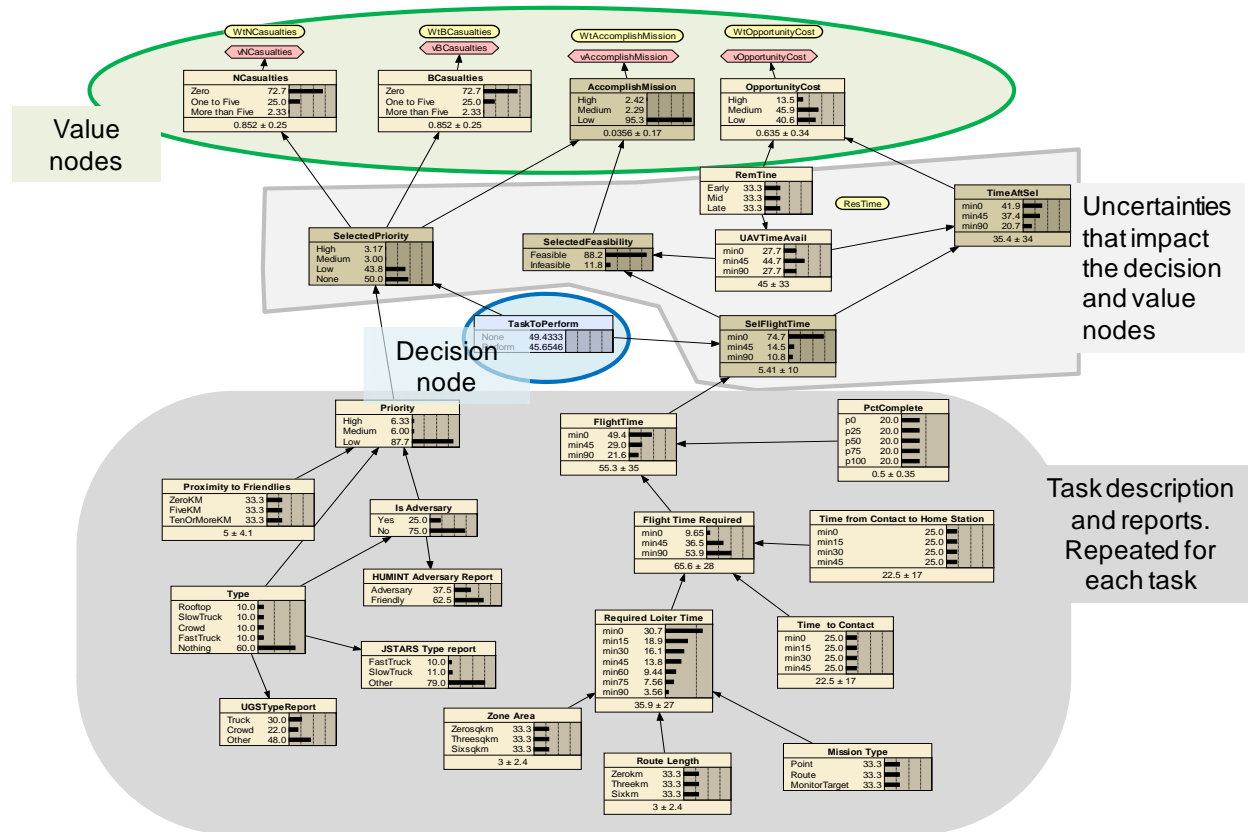 WtNCasualties
vNCasualties
WtBCasualties
vBCasualties
WtAccomplishMission
vAccomplishMission
WtOpportunityCost
vOpportunityCost
NCasualties
Zero 72.7
One to Five 25.0
More than Five 2.33
0.852 ± 0.25
BCasualties
Zero 72.7
One to Five 25.0
More than Five 2.33
0.852 ± 0.25
AccomplishMission
High 2.42
Medium 2.29
Low 95.3
0.0356 ± 0.17
OpportunityCost
High 13.5
Medium 45.9
Low 40.6
0.635 ± 0.34
Value
nodes
RemTine
Early 33.3
Mid 33.3
Late 33.3
ResTime
TimeAftSel
min0 41.9
min45 37.4
min90 20.7
35.4 ± 34
Uncertainties
that impact
the decision
and value
nodes
SelectedPriority
High 3.17
Medium 3.00
Low 43.8
None 50.0
SelectedFeasibility
Feasible 88.2
Infeasible 11.8
UAVTimeAvail
min0 27.7
min45 44.7
min90 27.7
45 ± 33
TaskToPerform
None 49.4333
45.6546
Decision
node
SelFlightTime
min0 74.7
min45 14.5
min90 10.8
5.41 ± 10
Priority
High 6.33
Medium 6.00
Low 87.7
FlightTime
min0 49.4
min45 29.0
min90 21.6
55.3 ± 35
PctComplete
p0 20.0
p25 20.0
p50 20.0
p75 20.0
p100 20.0
0.5 ± 0.35
Proximity to Friendlies
ZeroKM 33.3
FiveKM 33.3
TenOrMoreKM 33.3
5 ± 4.1
Is Adversary
Yes 25.0
No 75.0
Flight Time Required
min0 9.65
min45 36.5
min90 53.9
65.6 ± 28
Time from Contact to Home Station
min0 25.0
min15 25.0
min30 25.0
min45 25.0
22.5 ± 17
Task description
and reports.
Repeated for
each task
HUMINT Adversary Report
Adversary 37.5
Friendly 62.5
Type
Rooftop 10.0
SlowTruck 10.0
Crowd 10.0
FastTruck 10.0
Nothing 60.0
Required Loiter Time
min0 30.7
min15 18.9
min30 16.1
min45 13.8
min60 9.44
min75 7.56
min90 3.56
35.9 ± 27
Time to Contact
min0 25.0
min15 25.0
min30 25.0
min45 25.0
22.5 ± 17
JSTARS Type report
FastTruck 10.0
SlowTruck 11.0
Other 79.0
UGSTypeReport
Truck 30.0
Crowd 22.0
Other 48.0
Zone Area
Zerosqkm 33.3
Threesqkm 33.3
Sixsqkm 33.3
3 ± 2.4
Route Length
Zerokm 33.3
Threekm 33.3
Sixkm 33.3
3 ± 2.4
Mission Type
Point 33.3
Route 33.3
MonitorTarget 33.3